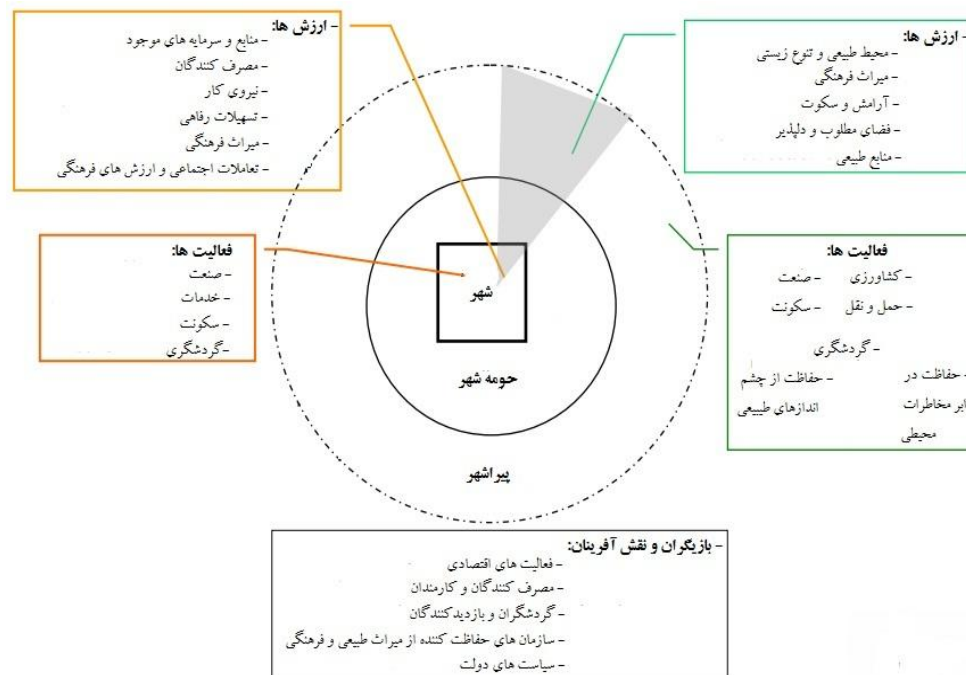 - ارزش ها:
- محیط طبیعی و تنوع زیستی
- میراث فرهنگی
- آرامش و سکوت
- فضای مطلوب و دلپذیر
- منابع طبیعی
- ارزش ها:
- منابع و سرمایه های موجود
- مصرف کنندگان
- نیروی کار
- تسهیلات رفاهی
- میراث فرهنگی
- تعاملات اجتماعی و ارزش های فرهنگی
فعالیت ها:
- کشاورزی - صنعت
- حمل و نقل - سکونت
- گردشگری
- حفاظت در - حفاظت از چشم
ابر مخاطرات اندازهای طبیعی
محیطی
فعالیت ها:
- صنعت
- خدمات
- سکونت
- گردشگری
شهر
حومه شهر
پیراشهر
- بازیگران و نقش آفرینان:
- فعالیت های اقتصادی
- مصرف کنندگان و کارمندان
- گردشگران و بازدیدکنندگان
- سازمان های حفاظت کننده از میراث طبیعی و فرهنگی
- سیاست های دولت